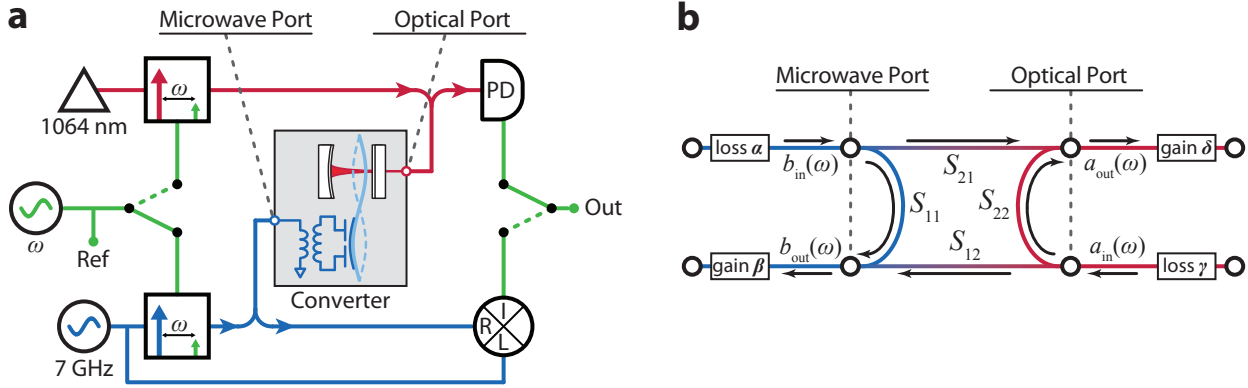 a
Microwave Port
Optical Port
ω
1064 nm
PD
ω
Ref
Out
Converter
ω
7 GHz
I
R
L
b
Microwave Port
Optical Port
loss α
b_in(ω)
S_21
a_out(ω)
gain δ
S_11
S_22
gain β
b_out(ω)
S_12
a_in(ω)
loss γ